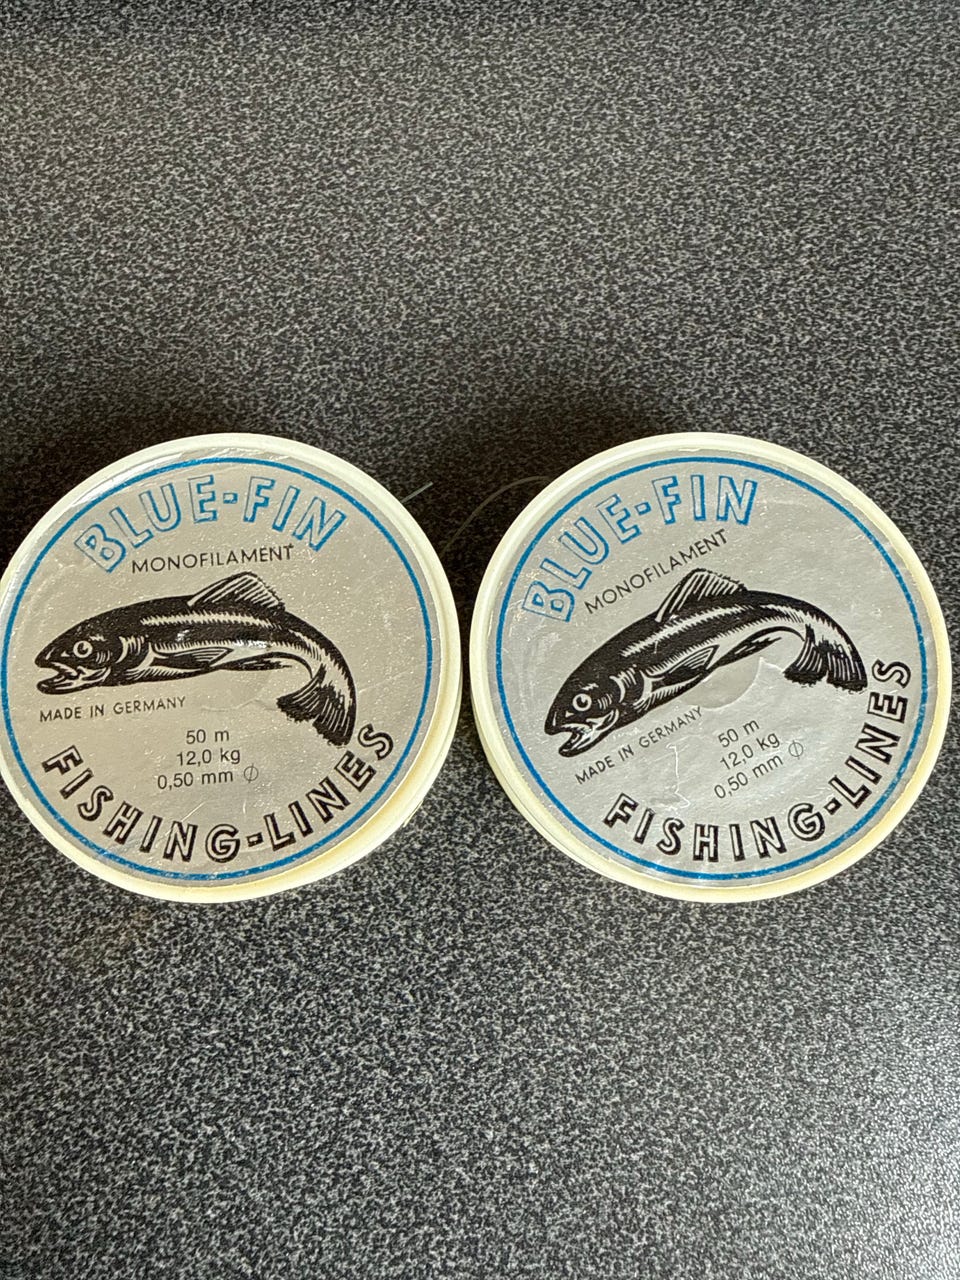 BLUE-FIN
MONOFILAMENT
MADE IN GERMANY
50 m
12,0 kg
0,50 mm ∅
FISHING-LINES
BLUE-FIN
MONOFILAMENT
MADE IN GERMANY
50 m
12,0 kg
0,50 mm ∅
FISHING-LINES